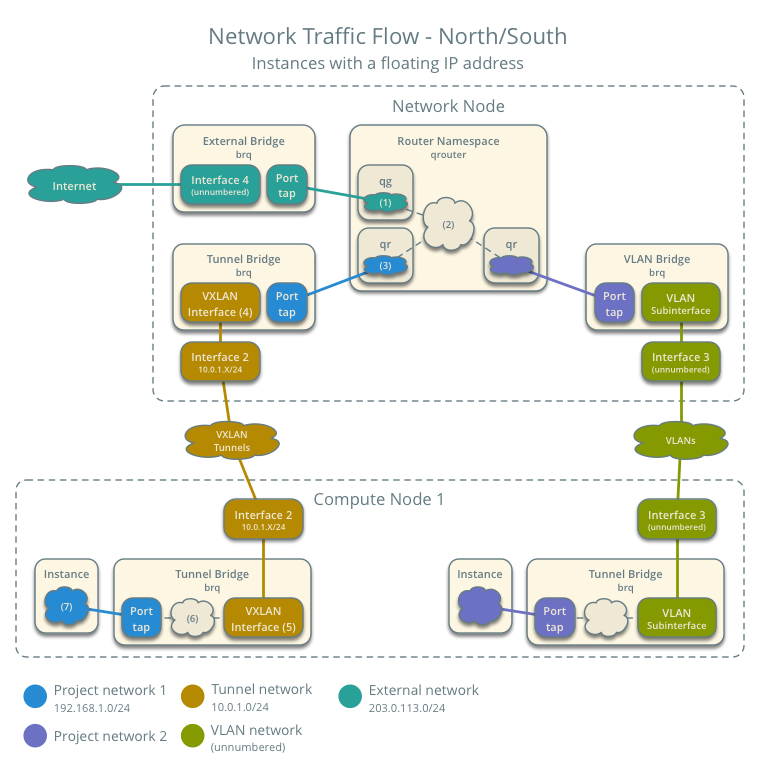 Network Traffic Flow - North/South
Instances with a floating IP address
Network Node
External Bridge
brq
Interface 4
(unnumbered)
Port
tap
Router Namespace
qrouter
qg
(1)
(2)
qr
(3)
qr
Internet
Tunnel Bridge
brq
VXLAN
Interface (4)
Port
tap
VLAN Bridge
brq
Port
tap
VLAN
Subinterface
Interface 2
10.0.1.X/24
Interface 3
(unnumbered)
VXLAN
Tunnels
VLANs
Compute Node 1
Interface 2
10.0.1.X/24
Interface 3
(unnumbered)
Instance
(7)
Tunnel Bridge
brq
Port
tap
(6)
VXLAN
Interface (5)
Instance
Tunnel Bridge
brq
Port
tap
VLAN
Subinterface
Project network 1
192.168.1.0/24
Tunnel network
10.0.1.0/24
External network
203.0.113.0/24
Project network 2
VLAN network
(unnumbered)